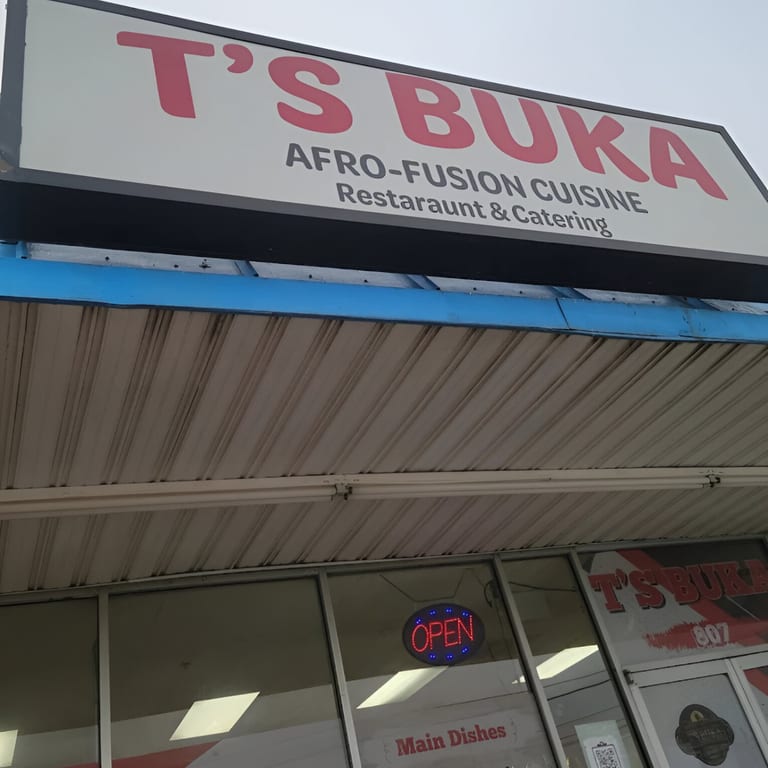 T'S BUKA
AFRO-FUSION CUISINE
Restaraunt & Catering
OPEN
T'S BUKA
807
Main Dishes